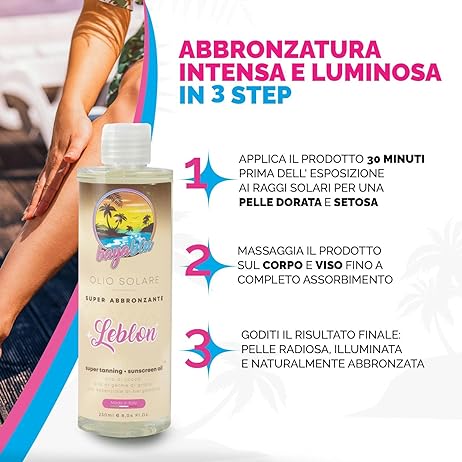 ABBRONZATURA
INTENSA E LUMINOSA
IN 3 STEP
1
APPLICA IL PRODOTTO 30 MINUTI
PRIMA DELL' ESPOSIZIONE
AI RAGGI SOLARI PER UNA
PELLE DORATA E SETOSA
2
MASSAGGIA IL PRODOTTO
SUL CORPO E VISO FINO A
COMPLETO ASSORBIMENTO
3
GODITI IL RISULTATO FINALE:
PELLE RADIOSA, ILLUMINATA
E NATURALMENTE ABBRONZATA
OLIO SOLARE
SUPER ABBRONZANTE
Leblon
super tanning - sunscreen oil
Made in Italy